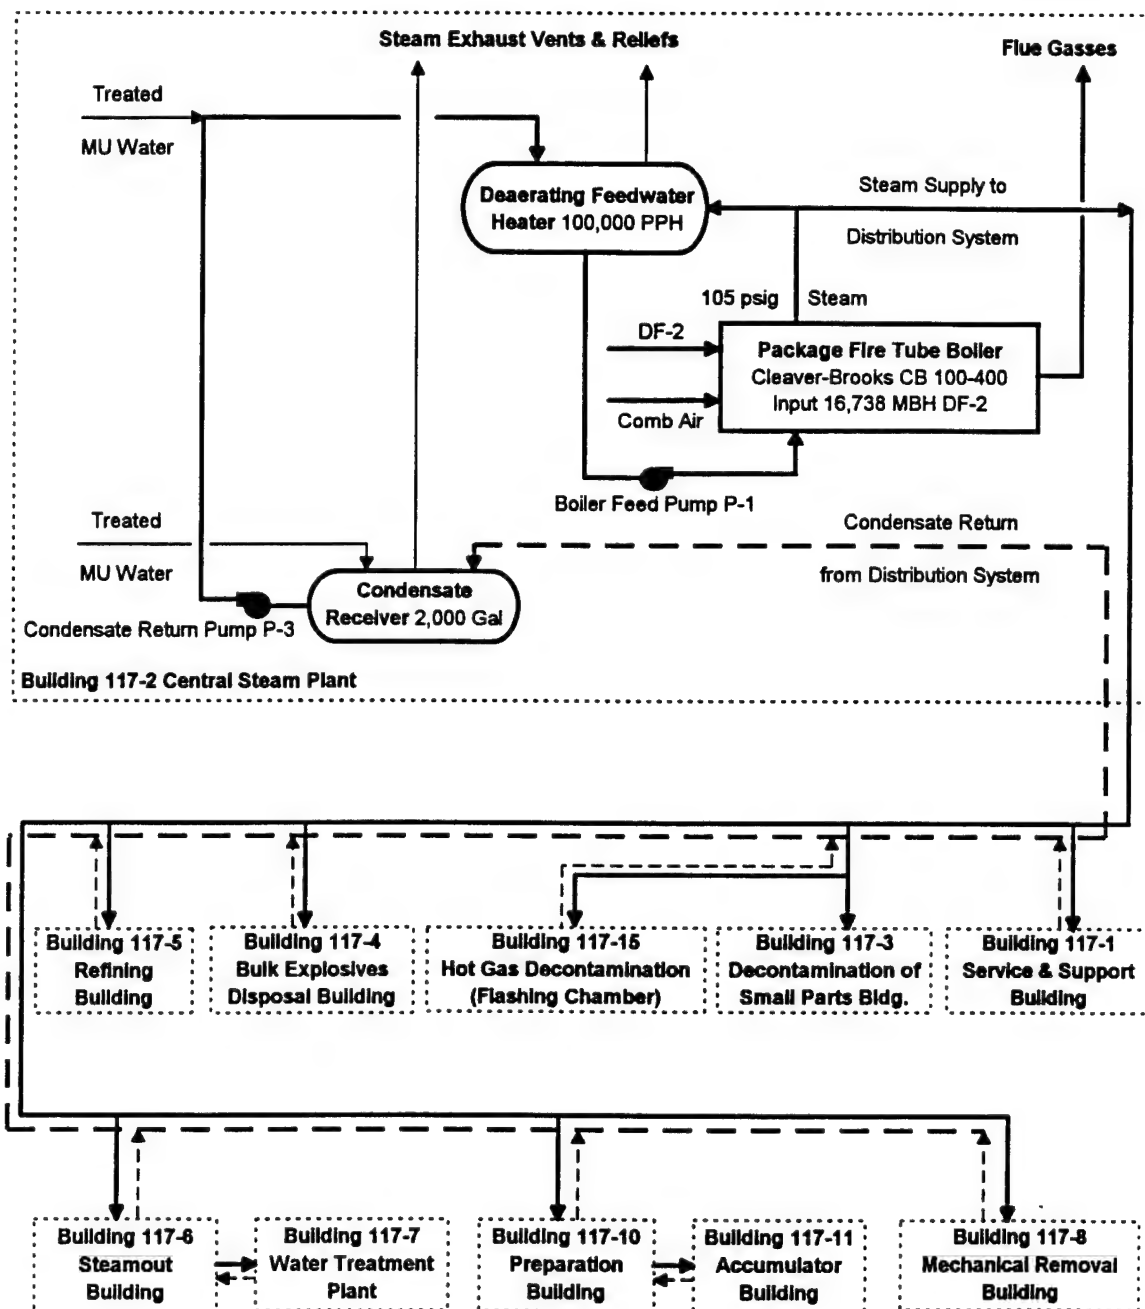 Steam Exhaust Vents & Reliefs
Flue Gasses
Treated
MU Water
Deaerating Feedwater
Heater 100,000 PPH
Steam Supply to
Distribution System
105 psig
Steam
DF-2
Package Fire Tube Boiler
Cleaver-Brooks CB 100-400
Input 16,738 MBH DF-2
Comb Air
Boiler Feed Pump P-1
Treated
MU Water
Condensate Return
from Distribution System
Condensate
Receiver 2,000 Gal
Condensate Return Pump P-3
Building 117-2 Central Steam Plant
Building 117-5
Refining
Building
Building 117-4
Bulk Explosives
Disposal Building
Building 117-15
Hot Gas Decontamination
(Flashing Chamber)
Building 117-3
Decontamination of
Small Parts Bldg.
Building 117-1
Service & Support
Building
Building 117-6
Steamout
Building
Building 117-7
Water Treatment
Plant
Building 117-10
Preparation
Building
Building 117-11
Accumulator
Building
Building 117-8
Mechanical Removal
Building